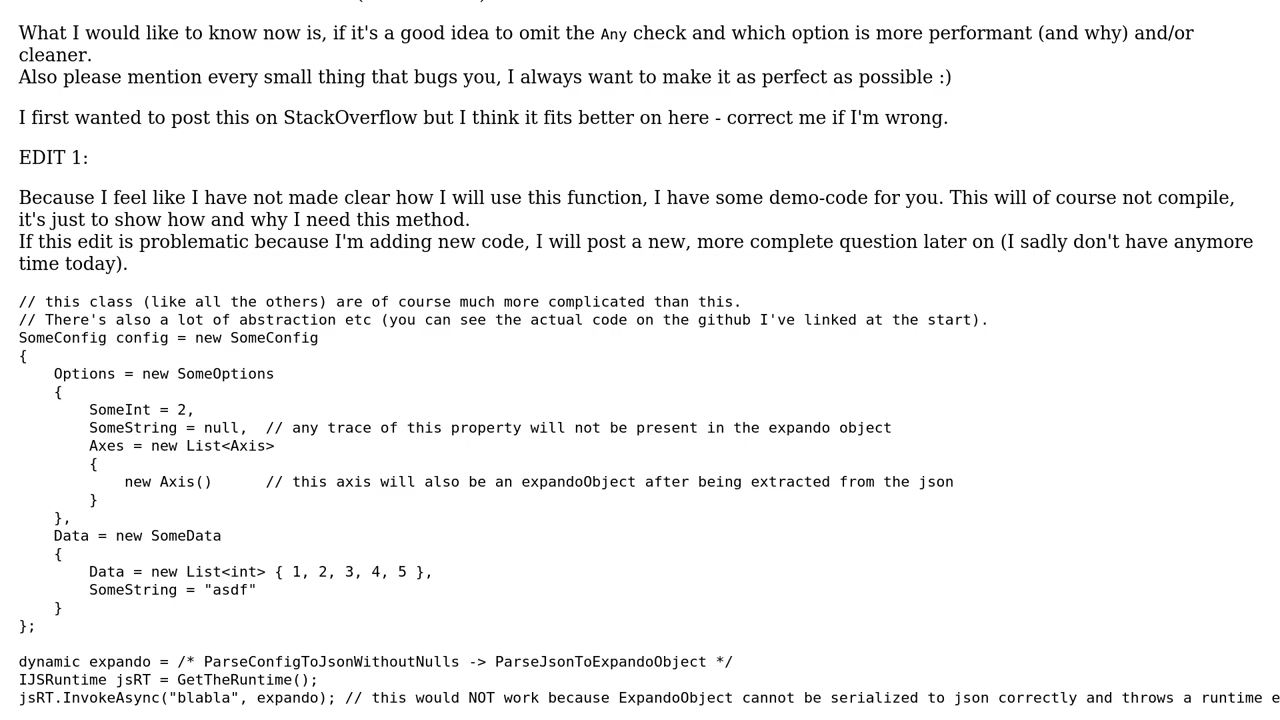 What I would like to know now is, if it's a good idea to omit the Any check and which option is more performant (and why) and/or
cleaner.
Also please mention every small thing that bugs you, I always want to make it as perfect as possible :)
I first wanted to post this on StackOverflow but I think it fits better on here - correct me if I'm wrong.
EDIT 1:
Because I feel like I have not made clear how I will use this function, I have some demo-code for you. This will of course not compile,
it's just to show how and why I need this method.
If this edit is problematic because I'm adding new code, I will post a new, more complete question later on (I sadly don't have anymore
time today).
// this class (like all the others) are of course much more complicated than this.
// There's also a lot of abstraction etc (you can see the actual code on the github I've linked at the start).
SomeConfig config = new SomeConfig
{
    Options = new SomeOptions
    {
        SomeInt = 2,
        SomeString = null,  // any trace of this property will not be present in the expando object
        Axes = new List<Axis>
        {
            new Axis()      // this axis will also be an expandoObject after being extracted from the json
        }
    },
    Data = new SomeData
    {
        Data = new List<int> { 1, 2, 3, 4, 5 },
        SomeString = "asdf"
    }
};
dynamic expando = /* ParseConfigToJsonWithoutNulls -> ParseJsonToExpandoObject */
IJSRuntime jsRT = GetTheRuntime();
jsRT.InvokeAsync("blabla", expando); // this would NOT work because ExpandoObject cannot be serialized to json correctly and throws a runtime